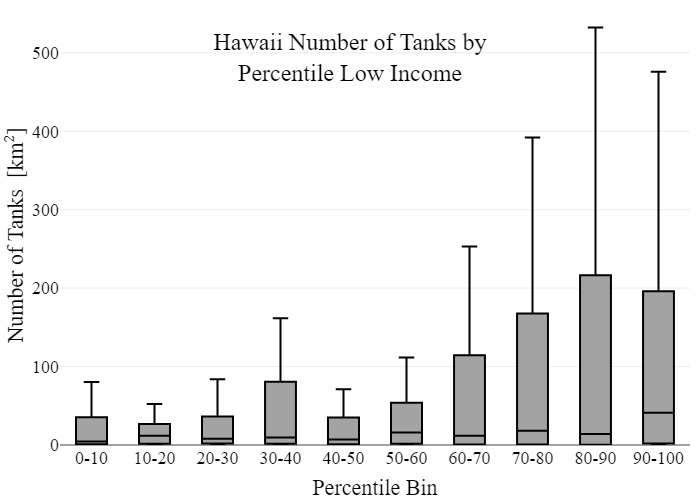 Hawaii Number of Tanks by
Percentile Low Income
Number of Tanks [km²]
500
400
300
200
100
0
0-10 10-20 20-30 30-40 40-50 50-60 60-70 70-80 80-90 90-100
Percentile Bin